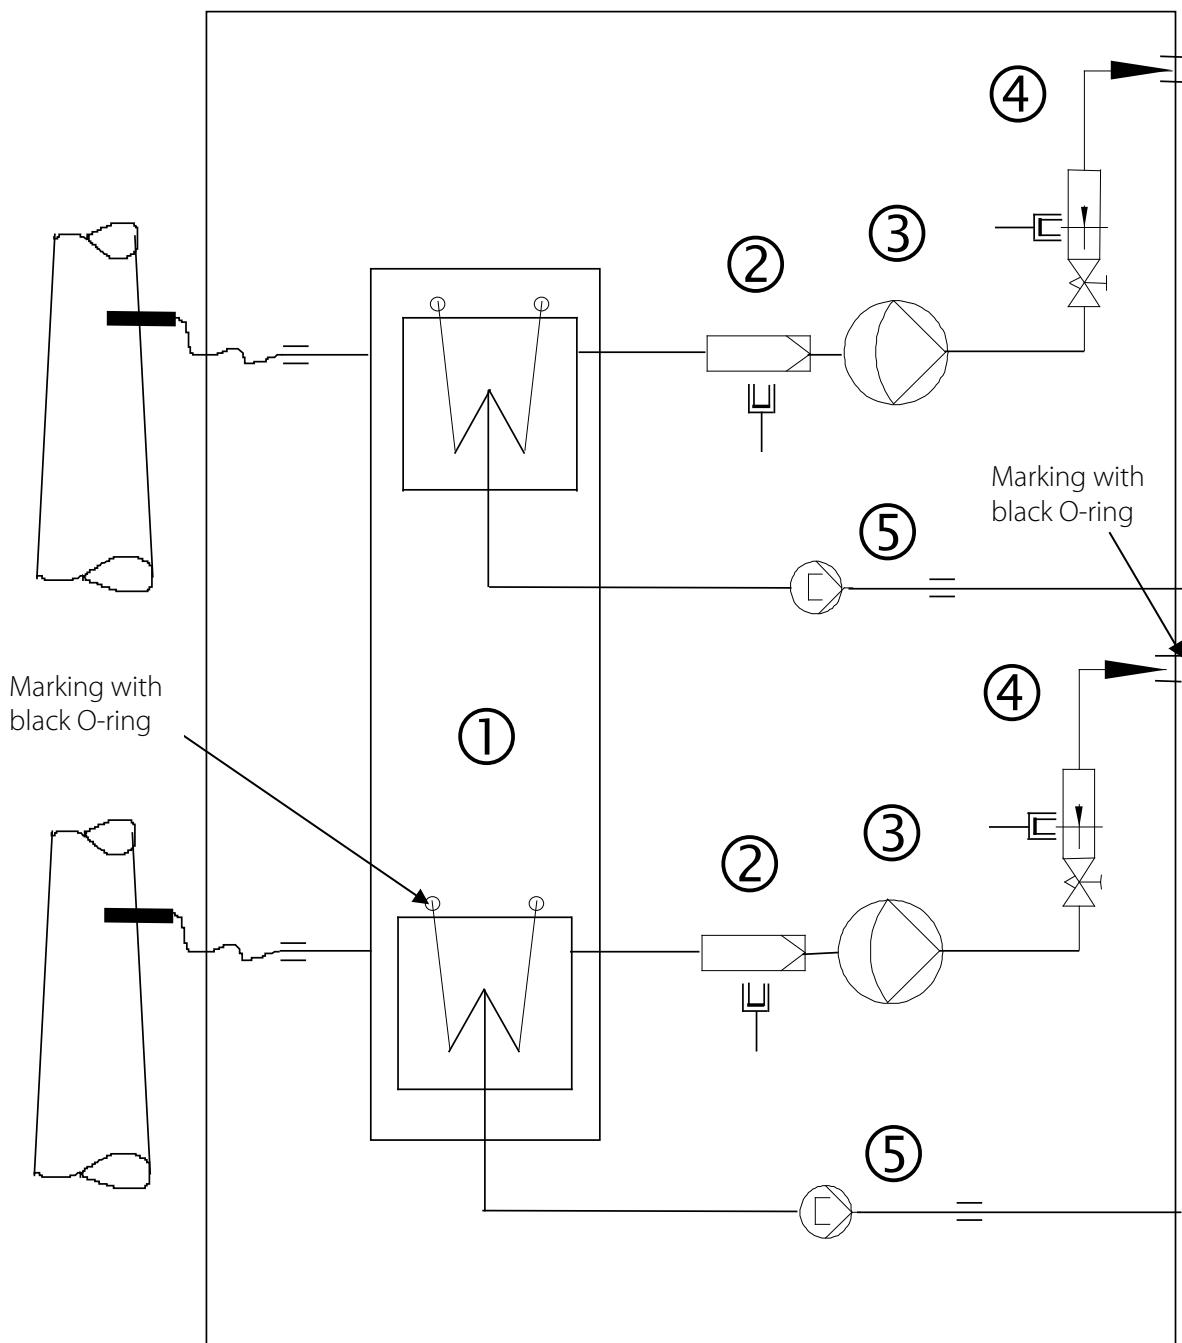 ④
③
②
⑤
Marking with
black O-ring
④
Marking with
black O-ring
①
③
②
⑤